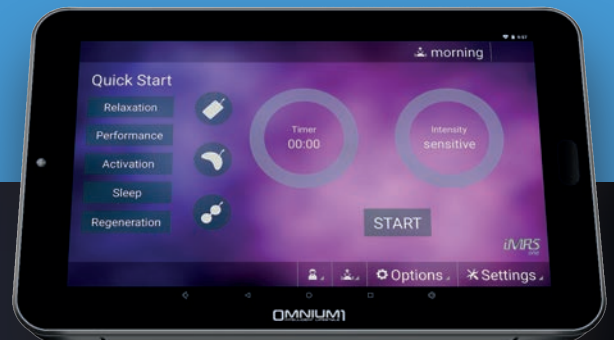 morning
Quick Start
Relaxation
Performance
Activation
Sleep
Regeneration
Timer
00:00
Intensity
sensitive
START
iMRS
Options
Settings
OMNIUM1